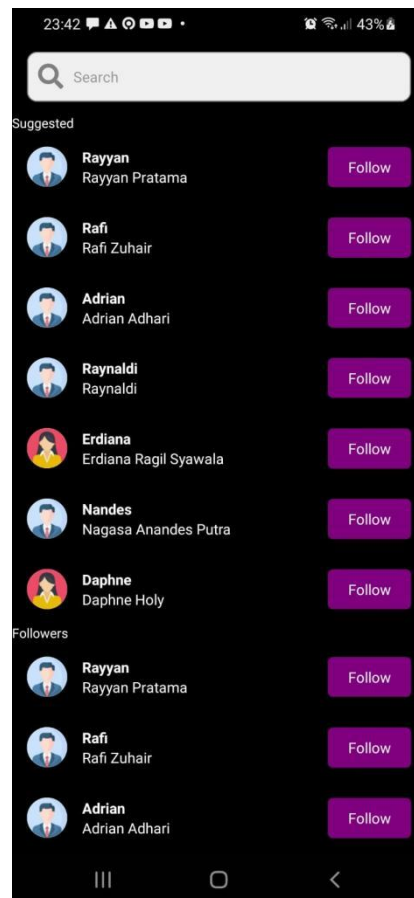 23:42
43%
Search
Suggested
Rayyan
Rayyan Pratama
Follow
Rafi
Rafi Zuhair
Follow
Adrian
Adrian Adhari
Follow
Raynaldi
Raynaldi
Follow
Erdiana
Erdiana Ragil Syawala
Follow
Nandes
Nagasa Anandes Putra
Follow
Daphne
Daphne Holy
Follow
Followers
Rayyan
Rayyan Pratama
Follow
Rafi
Rafi Zuhair
Follow
Adrian
Adrian Adhari
Follow